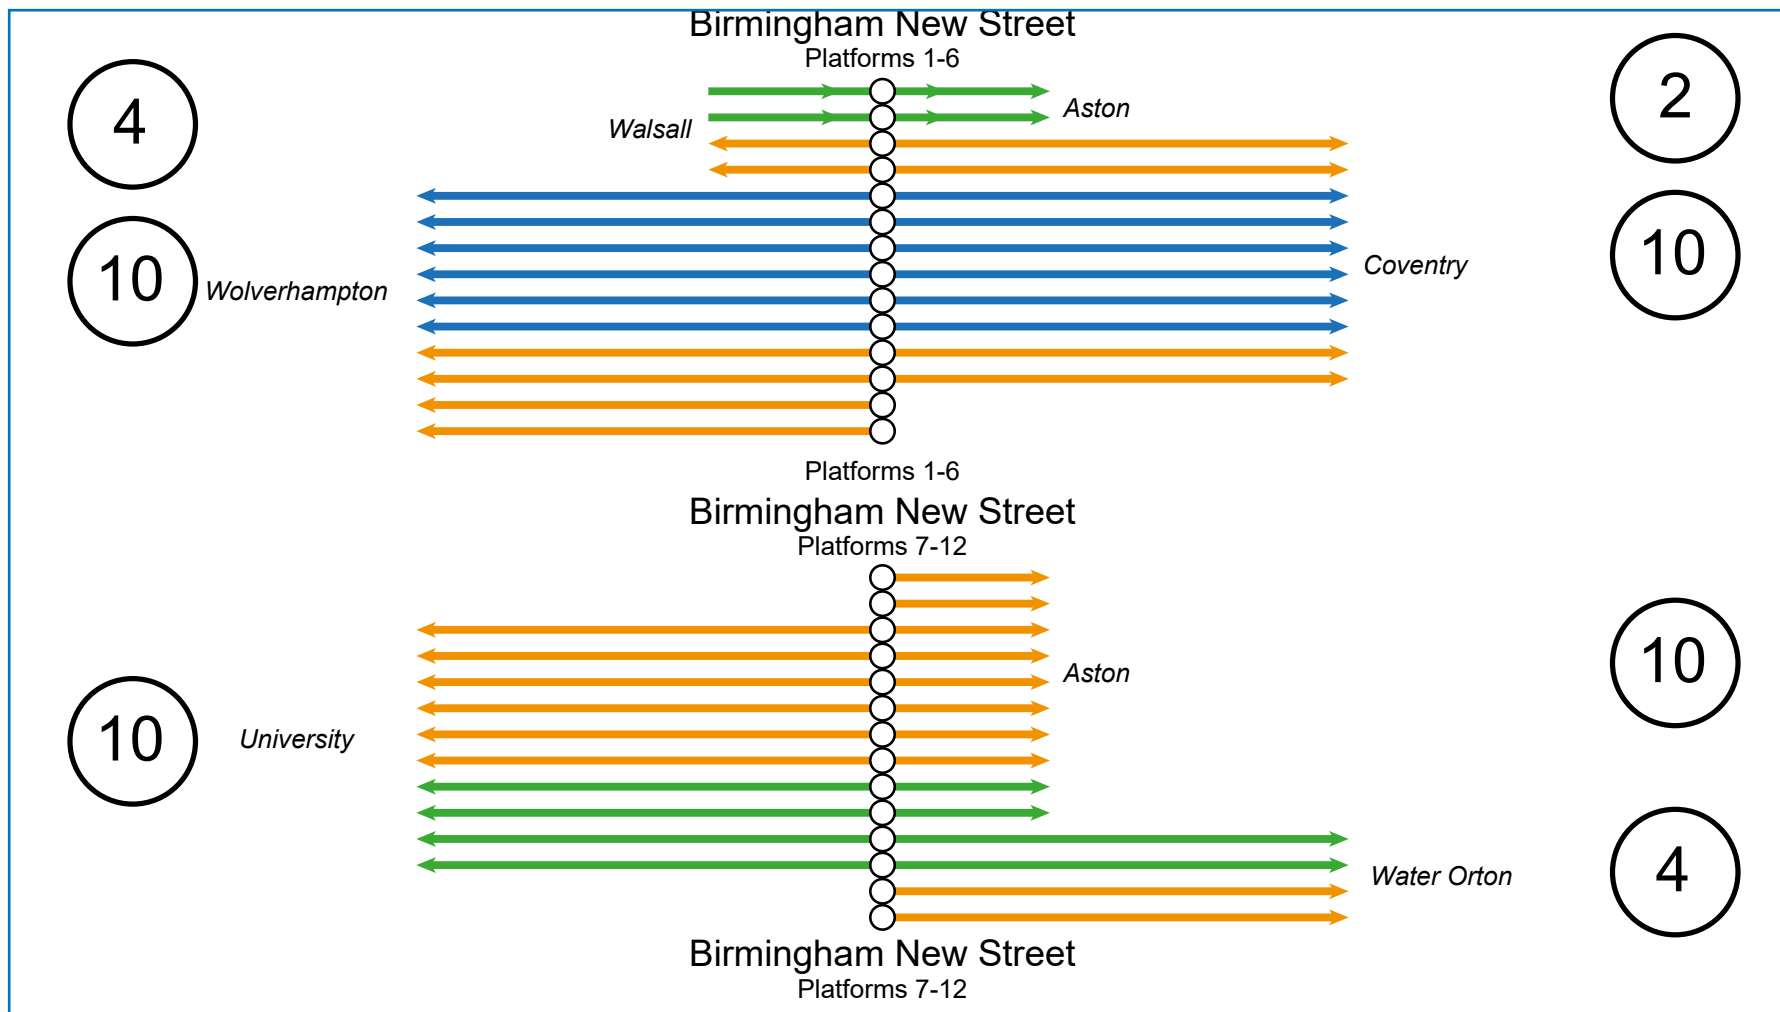 Birmingham New Street
Platforms 1-6
4
2
Walsall
Aston
10
10
Wolverhampton
Coventry
Platforms 1-6
Birmingham New Street
Platforms 7-12
Aston
10
10
University
Water Orton
4
Birmingham New Street
Platforms 7-12